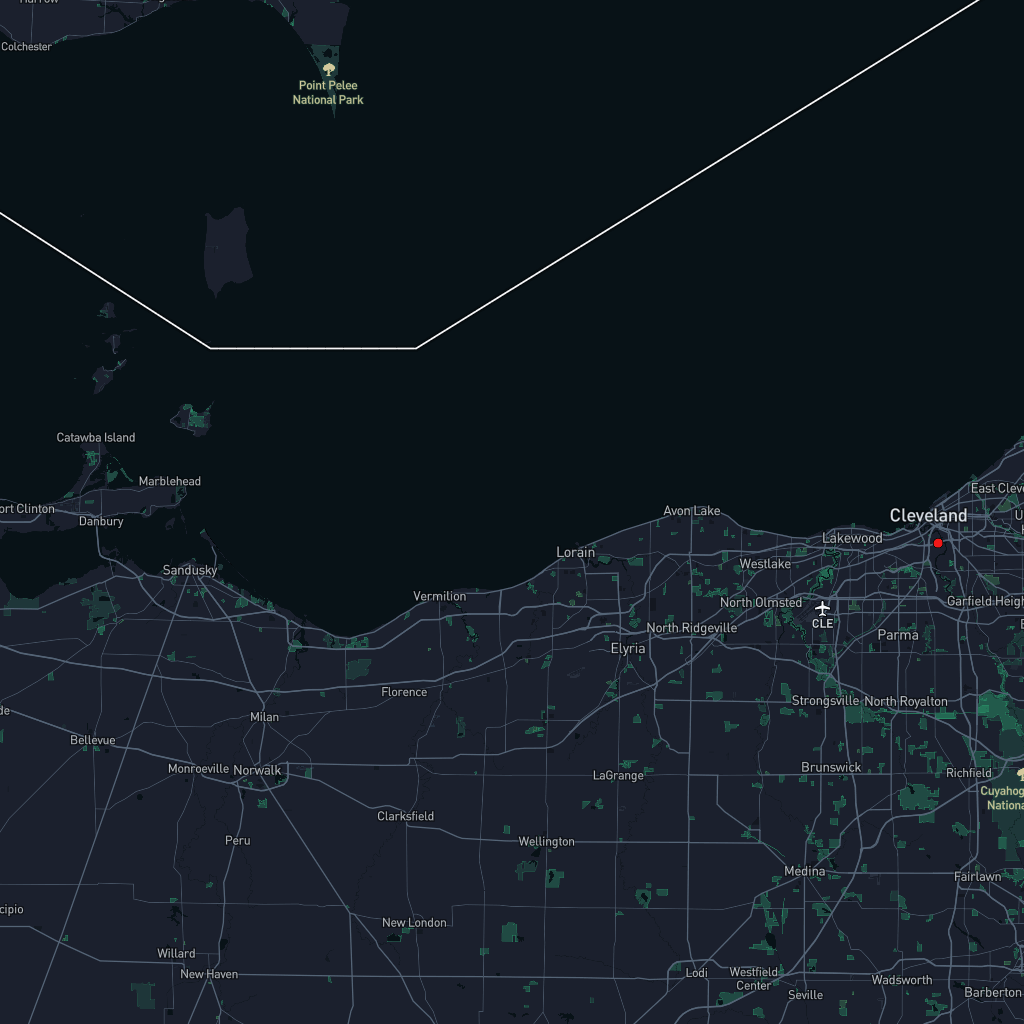 Harrow
Colchester
Point Pelee
National Park
Catawba Island
Marblehead
ort Clinton
Danbury
East Cleve
Cleveland
U
Avon Lake
Lakewood
Lorain
Westlake
Sandusky
Vermilion
North Olmsted
Garfield Heigh
CLE
North Ridgeville
Parma
Elyria
Florence
Strongsville
North Royalton
de
Milan
Bellevue
Monroeville
Norwalk
LaGrange
Brunswick
Richfield
Cuyahog
Nationa
Clarksfield
Peru
Wellington
Medina
Fairlawn
cipio
New London
Willard
New Haven
Lodi
Westfield
Center
Wadsworth
Seville
Barberton